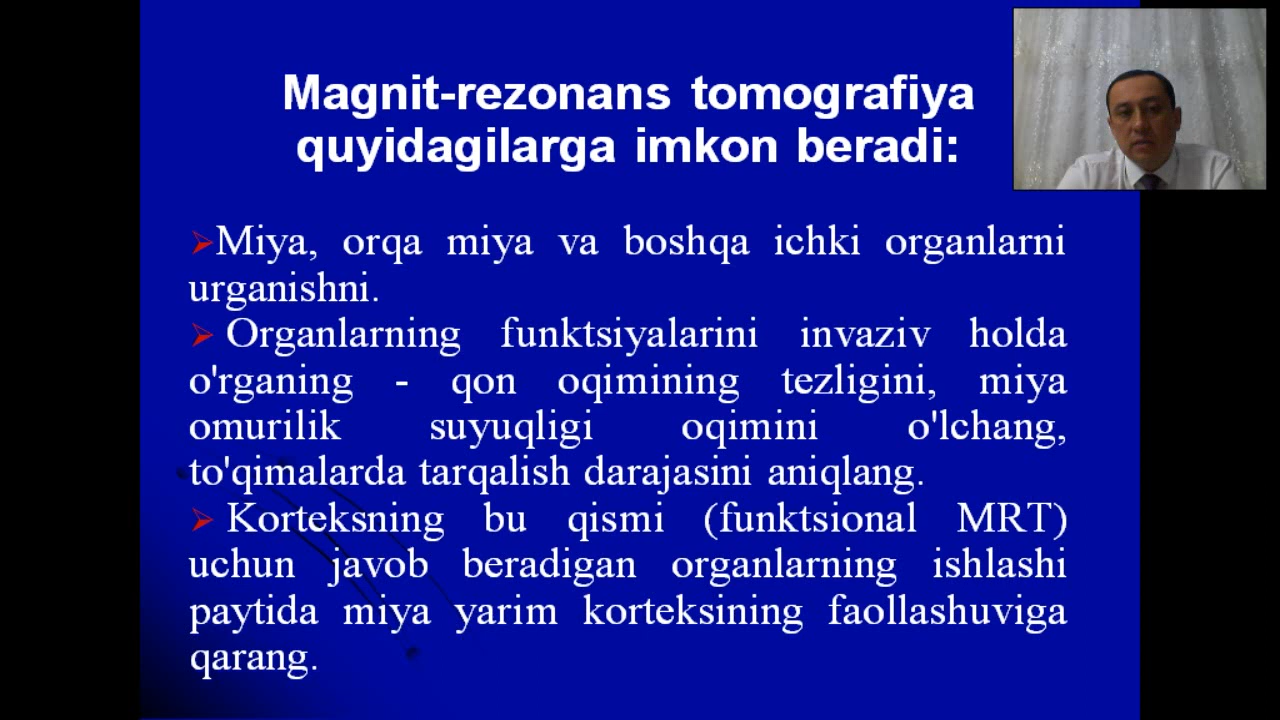 Magnit-rezonans tomografiya
quyidagilarga imkon beradi:
➢Miya, orqa miya va boshqa ichki organlarni
urganishni.
➢ Organlarning funktsiyalarini invaziv holda
o'rganing - qon oqimining tezligini, miya
omurilik suyuqligi oqimini o'lchang,
to'qimalarda tarqalish darajasini aniqlang.
➢ Korteksning bu qismi (funktsional MRT)
uchun javob beradigan organlarning ishlashi
paytida miya yarim korteksining faollashuviga
qarang.